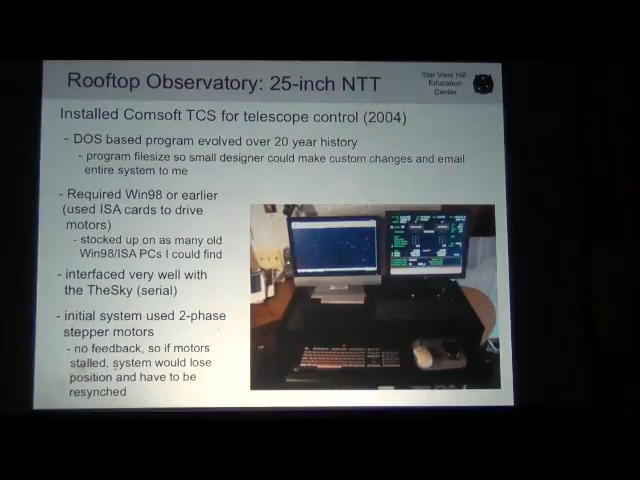 Rooftop Observatory: 25-inch NTT
Star View Hill
Education
Center
Installed Comsoft TCS for telescope control (2004)
- DOS based program evolved over 20 year history
- program filesize so small designer could make custom changes and email
entire system to me
- Required Win98 or earlier
(used ISA cards to drive
motors)
- stocked up on as many old
Win98/ISA PCs I could find
- interfaced very well with
the TheSky (serial)
- initial system used 2-phase
stepper motors
- no feedback, so if motors
stalled, system would lose
position and have to be
resynched